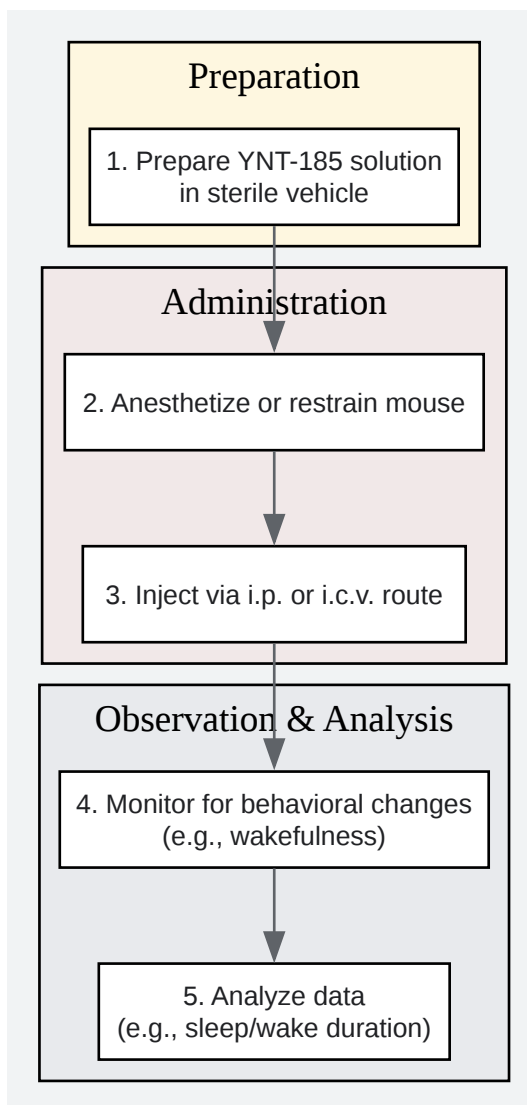 Preparation
1. Prepare YNT-185 solution
in sterile vehicle
Administration
2. Anesthetize or restrain mouse
3. Inject via i.p. or i.c.v. route
Observation & Analysis
4. Monitor for behavioral changes
(e.g., wakefulness)
5. Analyze data
(e.g., sleep/wake duration)